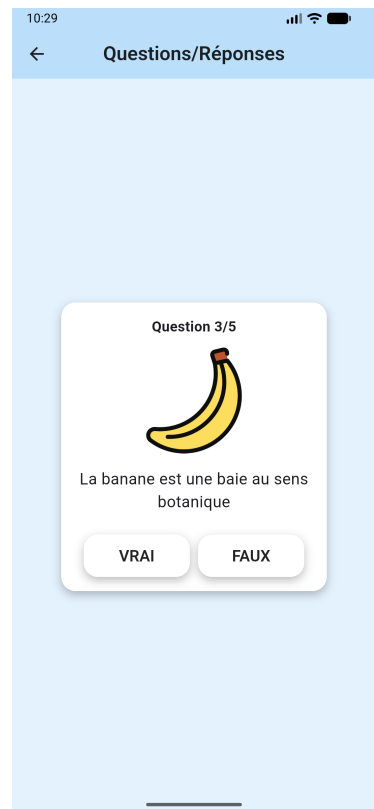 10:29
Questions/Réponses
Question 3/5
La banane est une baie au sens
botanique
VRAI
FAUX